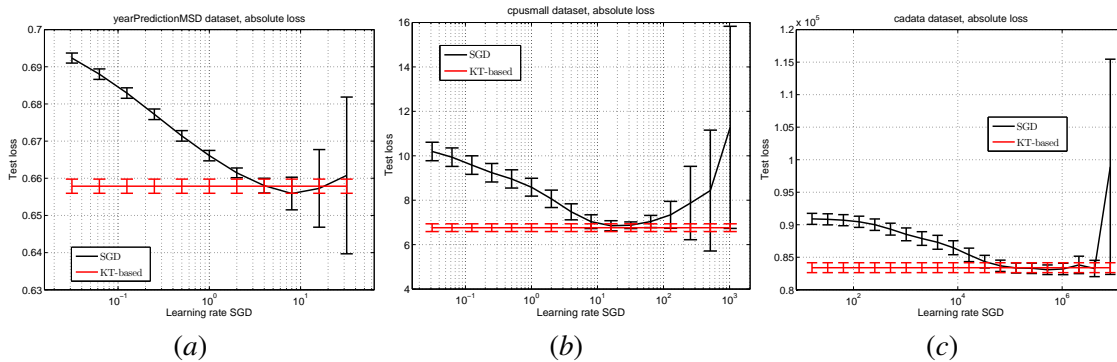 yearPredictionMSD dataset, absolute loss
0.7
0.69
0.68
0.67
0.66
0.65
0.64
0.63
Test loss
SGD
KT-based
10⁻¹ 10⁰ 10¹
Learning rate SGD
(a)
cpusmall dataset, absolute loss
16
14
12
10
8
6
4
Test loss
SGD
KT-based
10⁻¹ 10⁰ 10¹ 10² 10³
Learning rate SGD
(b)
cadata dataset, absolute loss
x 10⁵
1.2
1.15
1.1
1.05
1
0.95
0.9
0.85
0.8
Test loss
SGD
KT-based
10² 10⁴ 10⁶
Learning rate SGD
(c)